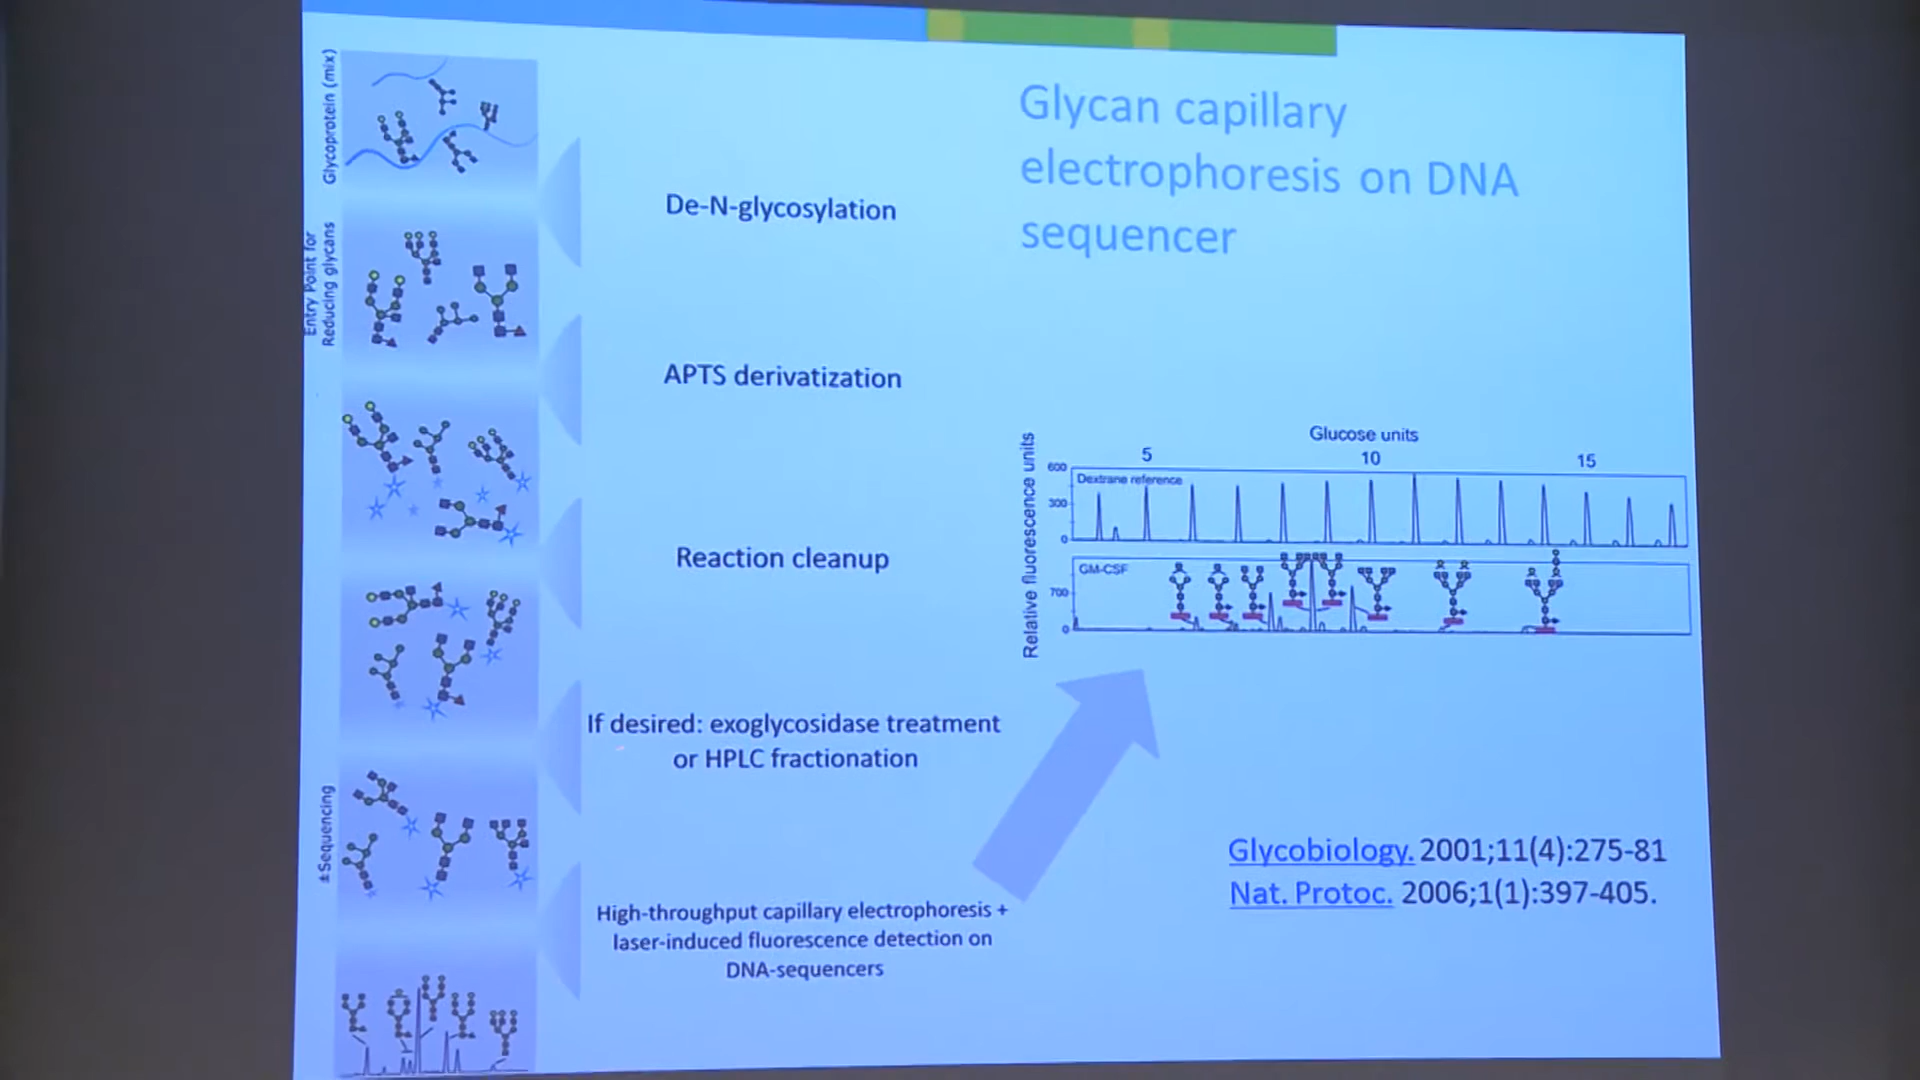 Glycan capillary
electrophoresis on DNA
sequencer
Glycoprotein (mix)
De-N-glycosylation
Entry Point for
Reducing glycans
APTS derivatization
Reaction cleanup
If desired: exoglycosidase treatment
or HPLC fractionation
±Sequencing
High-throughput capillary electrophoresis +
laser-induced fluorescence detection on
DNA-sequencers
Glucose units
5 10 15
Relative fluorescence units
600
Dextrane reference
300
0
GM-CSF
700
0
Glycobiology. 2001;11(4):275-81
Nat. Protoc. 2006;1(1):397-405.